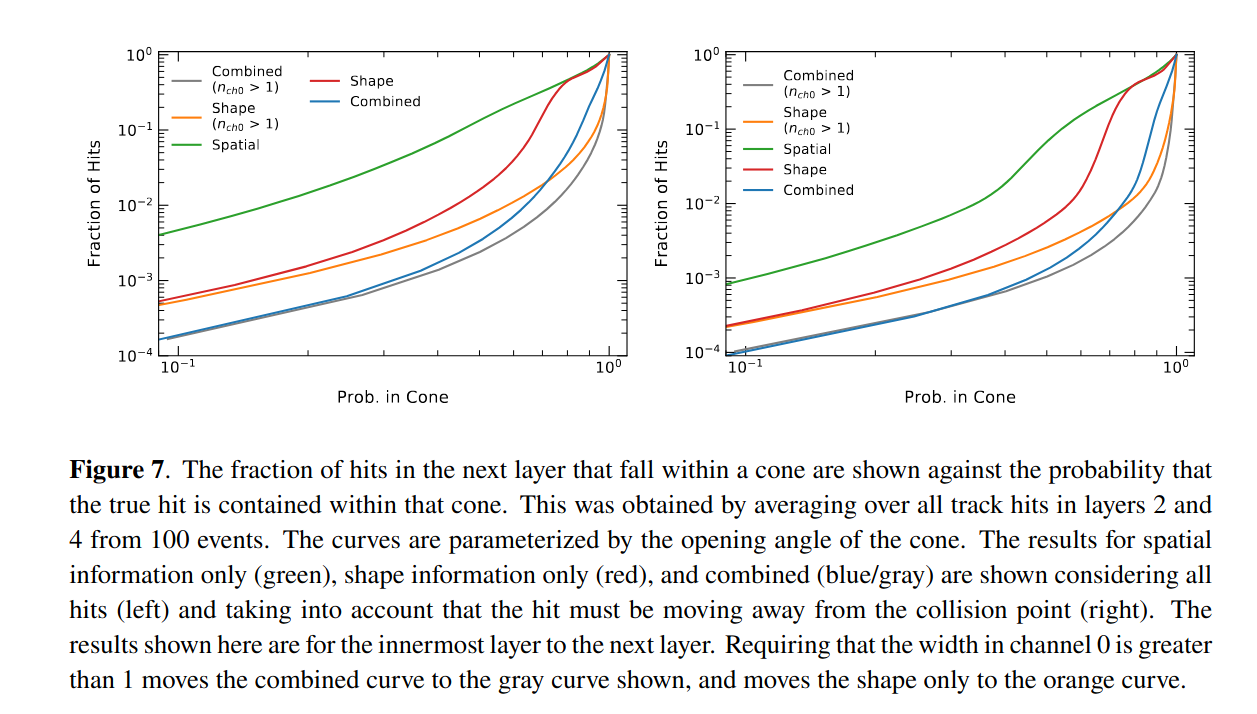 10⁰
10⁻¹
10⁻²
10⁻³
10⁻⁴
Fraction of Hits
Combined
(n_ch0 > 1)
Shape
(n_ch0 > 1)
Spatial
Shape
Combined
10⁻¹
10⁰
Prob. in Cone
10⁰
10⁻¹
10⁻²
10⁻³
10⁻⁴
Fraction of Hits
Combined
(n_ch0 > 1)
Shape
(n_ch0 > 1)
Spatial
Shape
Combined
10⁻¹
10⁰
Prob. in Cone
Figure 7. The fraction of hits in the next layer that fall within a cone are shown against the probability that
the true hit is contained within that cone. This was obtained by averaging over all track hits in layers 2 and
4 from 100 events. The curves are parameterized by the opening angle of the cone. The results for spatial
information only (green), shape information only (red), and combined (blue/gray) are shown considering all
hits (left) and taking into account that the hit must be moving away from the collision point (right). The
results shown here are for the innermost layer to the next layer. Requiring that the width in channel 0 is greater
than 1 moves the combined curve to the gray curve shown, and moves the shape only to the orange curve.